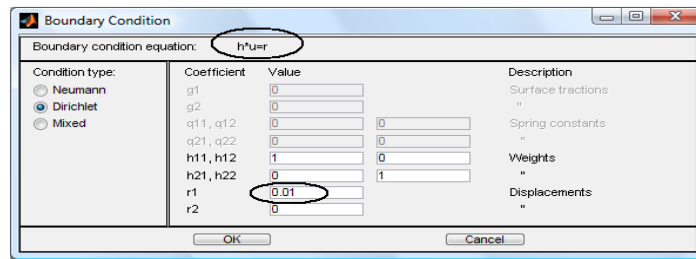 Boundary Condition
Boundary condition equation: h*u=r
Condition type: Coefficient Value Description
Neumann g1 0 Surface tractions
Dirichlet g2 0 "
Mixed q11, q12 0 0 Spring constants
q21, q22 0 0 "
h11, h12 1 0 Weights
h21, h22 0 1 "
r1 0.01 Displacements
r2 0 "
OK Cancel